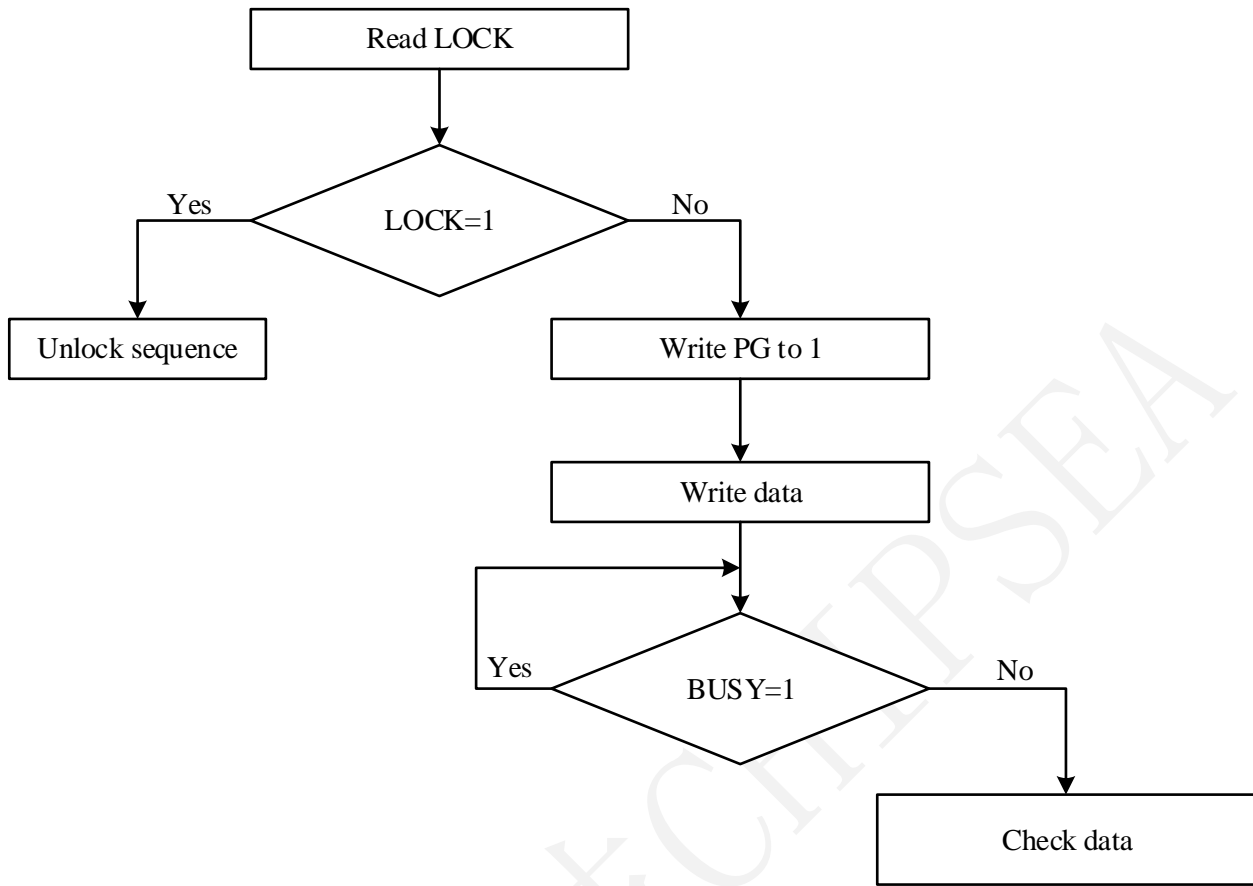 Read LOCK
LOCK=1
Yes
No
Unlock sequence
Write PG to 1
Write data
BUSY=1
Yes
No
Check data
CHIPSEA